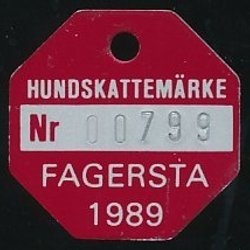 HUNDSKATTEMÄRKE
Nr 00799
FAGERSTA
1989